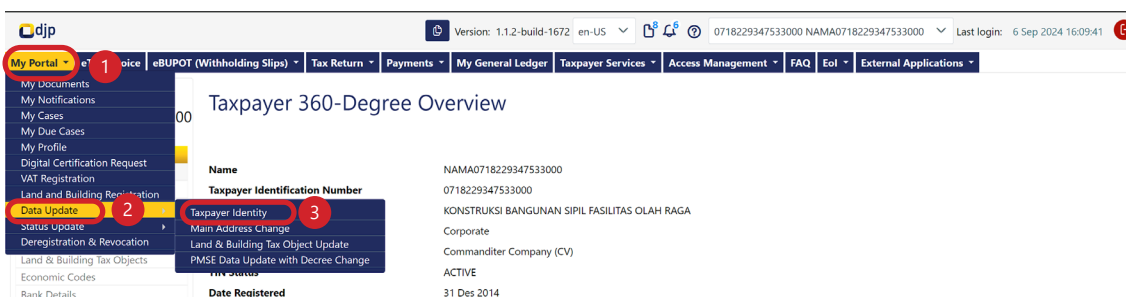 djp
Version: 1.1.2-build-1672 en-US 8 6 0718229347533000 NAMA0718229347533000 Last login: 6 Sep 2024 16:09:41
My Portal 1 oice eBUPOT (Withholding Slips) Tax Return Payments My General Ledger Taxpayer Services Access Management FAQ EoI External Applications
My Documents
My Notifications
My Cases
00
My Due Cases
My Profile
Digital Certification Request
VAT Registration
Land and Building Registration
Data Update 2
Status Update
Deregistration & Revocation
Land & Building Tax Objects
Economic Codes
Bank Details
Taxpayer Identity 3
Main Address Change
Land & Building Tax Object Update
PMSE Data Update with Decree Change
Taxpayer 360-Degree Overview
Name NAMA0718229347533000
Taxpayer Identification Number 0718229347533000
KONSTRUKSI BANGUNAN SIPIL FASILITAS OLAH RAGA
Corporate
Commanditer Company (CV)
TIN Status ACTIVE
Date Registered 31 Des 2014